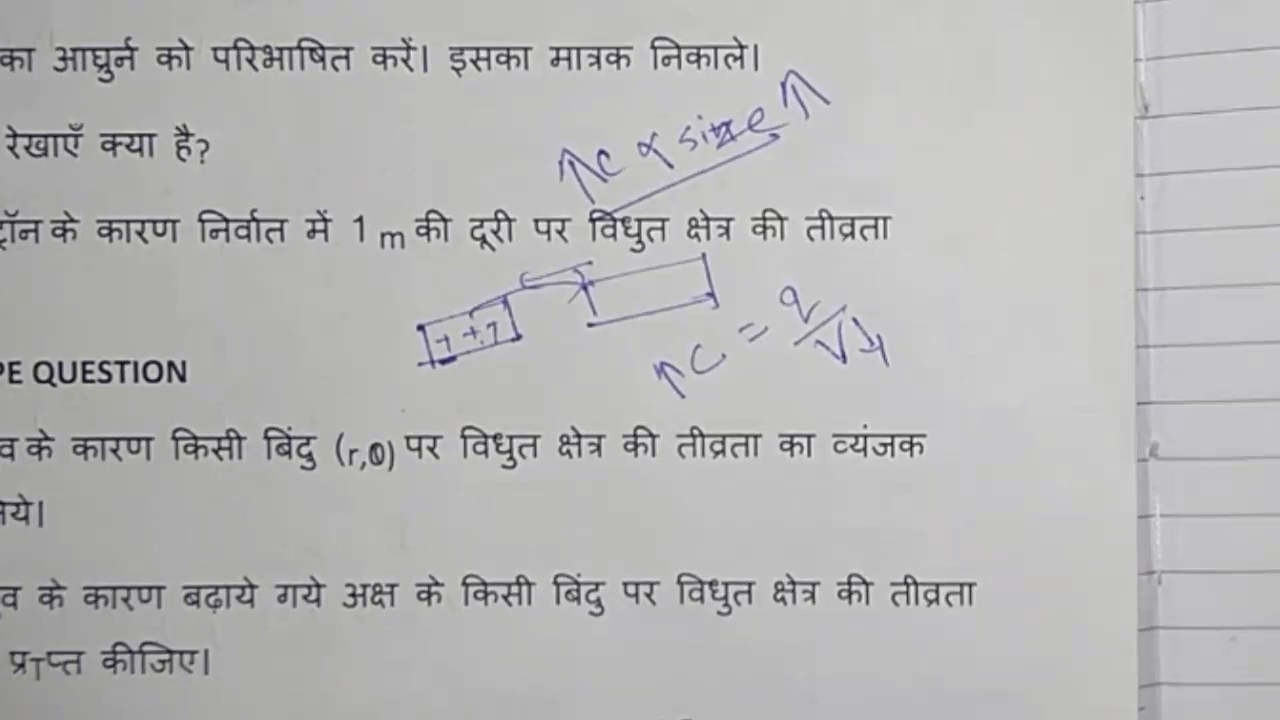 का आघुर्न को परिभाषित करें। इसका मात्रक निकाले।
↑C ∝ size ↑
रेखाएँ क्या है?
ट्रॉन के कारण निर्वात में 1 m की दूरी पर विधुत क्षेत्र की तीव्रता
+ + +
↑C = q/V↓
PE QUESTION
व के कारण किसी बिंदु (r,θ) पर विधुत क्षेत्र की तीव्रता का व्यंजक
जिये।
व के कारण बढ़ाये गये अक्ष के किसी बिंदु पर विधुत क्षेत्र की तीव्रता
प्राप्त कीजिए।